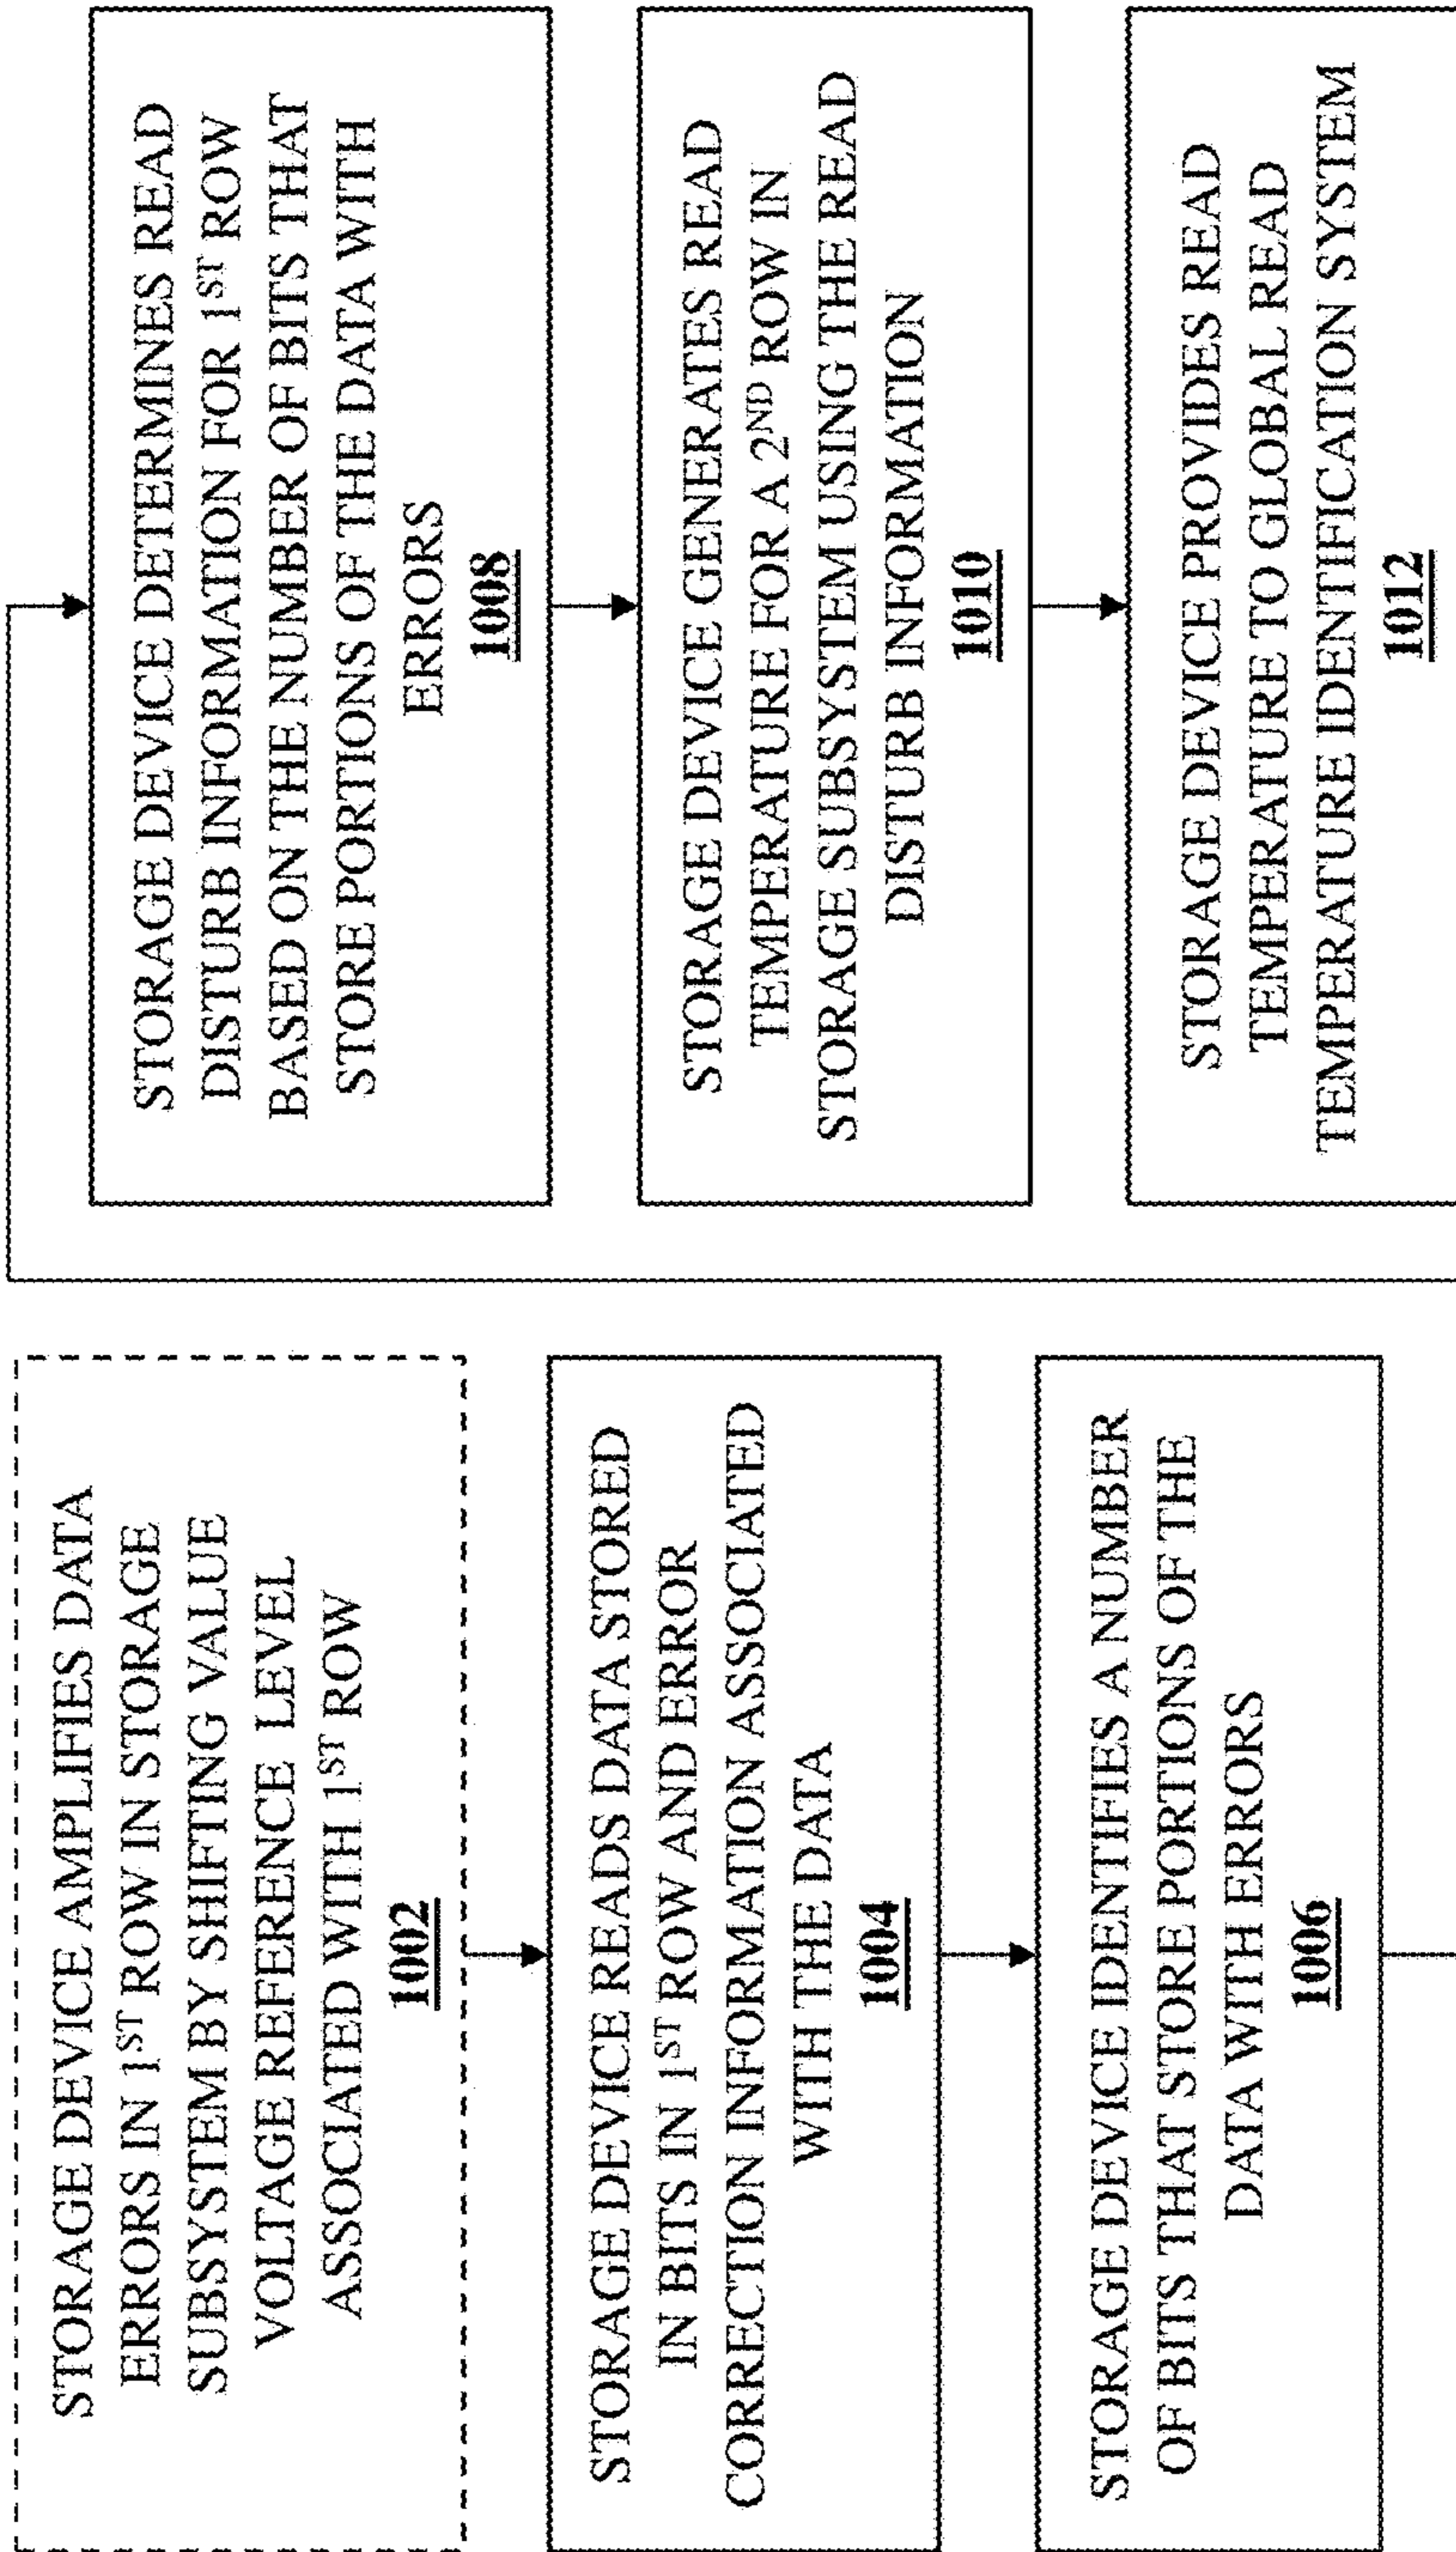 STORAGE DEVICE AMPLIFIES DATA
ERRORS IN 1ST ROW IN STORAGE
SUBSYSTEM BY SHIFTING VALUE
VOLTAGE REFERENCE LEVEL
ASSOCIATED WITH 1ST ROW
1002
STORAGE DEVICE READS DATA STORED
IN BITS IN 1ST ROW AND ERROR
CORRECTION INFORMATION ASSOCIATED
WITH THE DATA
1004
STORAGE DEVICE IDENTIFIES A NUMBER
OF BITS THAT STORE PORTIONS OF THE
DATA WITH ERRORS
1006
STORAGE DEVICE DETERMINES READ
DISTURB INFORMATION FOR 1ST ROW
BASED ON THE NUMBER OF BITS THAT
STORE PORTIONS OF THE DATA WITH
ERRORS
1008
STORAGE DEVICE GENERATES READ
TEMPERATURE FOR A 2ND ROW IN
STORAGE SUBSYSTEM USING THE READ
DISTURB INFORMATION
1010
STORAGE DEVICE PROVIDES READ
TEMPERATURE TO GLOBAL READ
TEMPERATURE IDENTIFICATION SYSTEM
1012